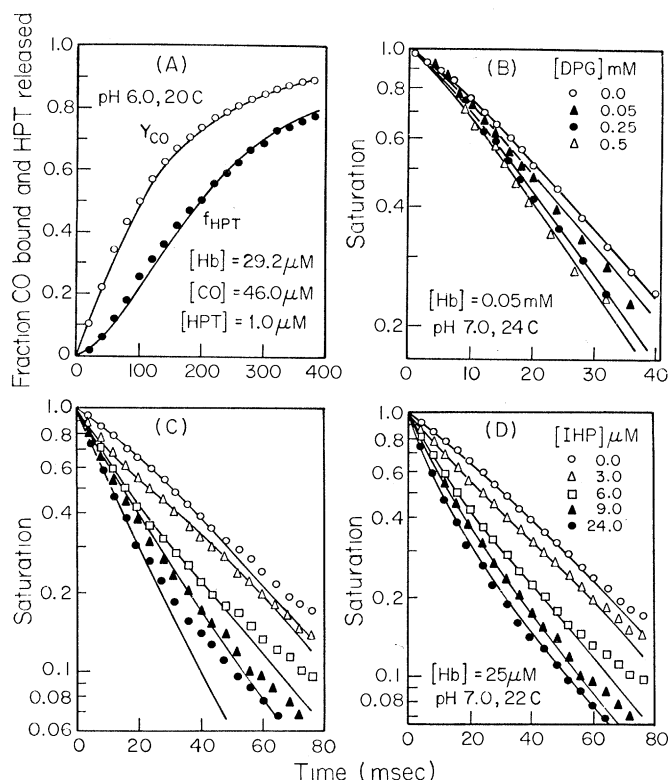 Fraction CO bound and HPT released
1.0
0.8
0.6
0.4
0.2
0
(A)
pH 6.0, 20 C
Y_CO
f_HPT
[Hb] = 29.2 μM
[CO] = 46.0 μM
[HPT] = 1.0 μM
0 100 200 300 400
Saturation
1.0
0.8
0.6
0.4
0.2
(B)
[DPG] mM
0.0
0.05
0.25
0.5
[Hb] = 0.05 mM
pH 7.0, 24 C
0 10 20 30 40
Saturation
1.0
0.8
0.6
0.4
0.2
0.1
0.08
0.06
(C)
0 20 40 60 80
Saturation
1.0
0.8
0.6
0.4
0.2
0.1
0.08
(D)
[IHP] μM
0.0
3.0
6.0
9.0
24.0
[Hb] = 25 μM
pH 7.0, 22 C
0 20 40 60 80
Time (msec)